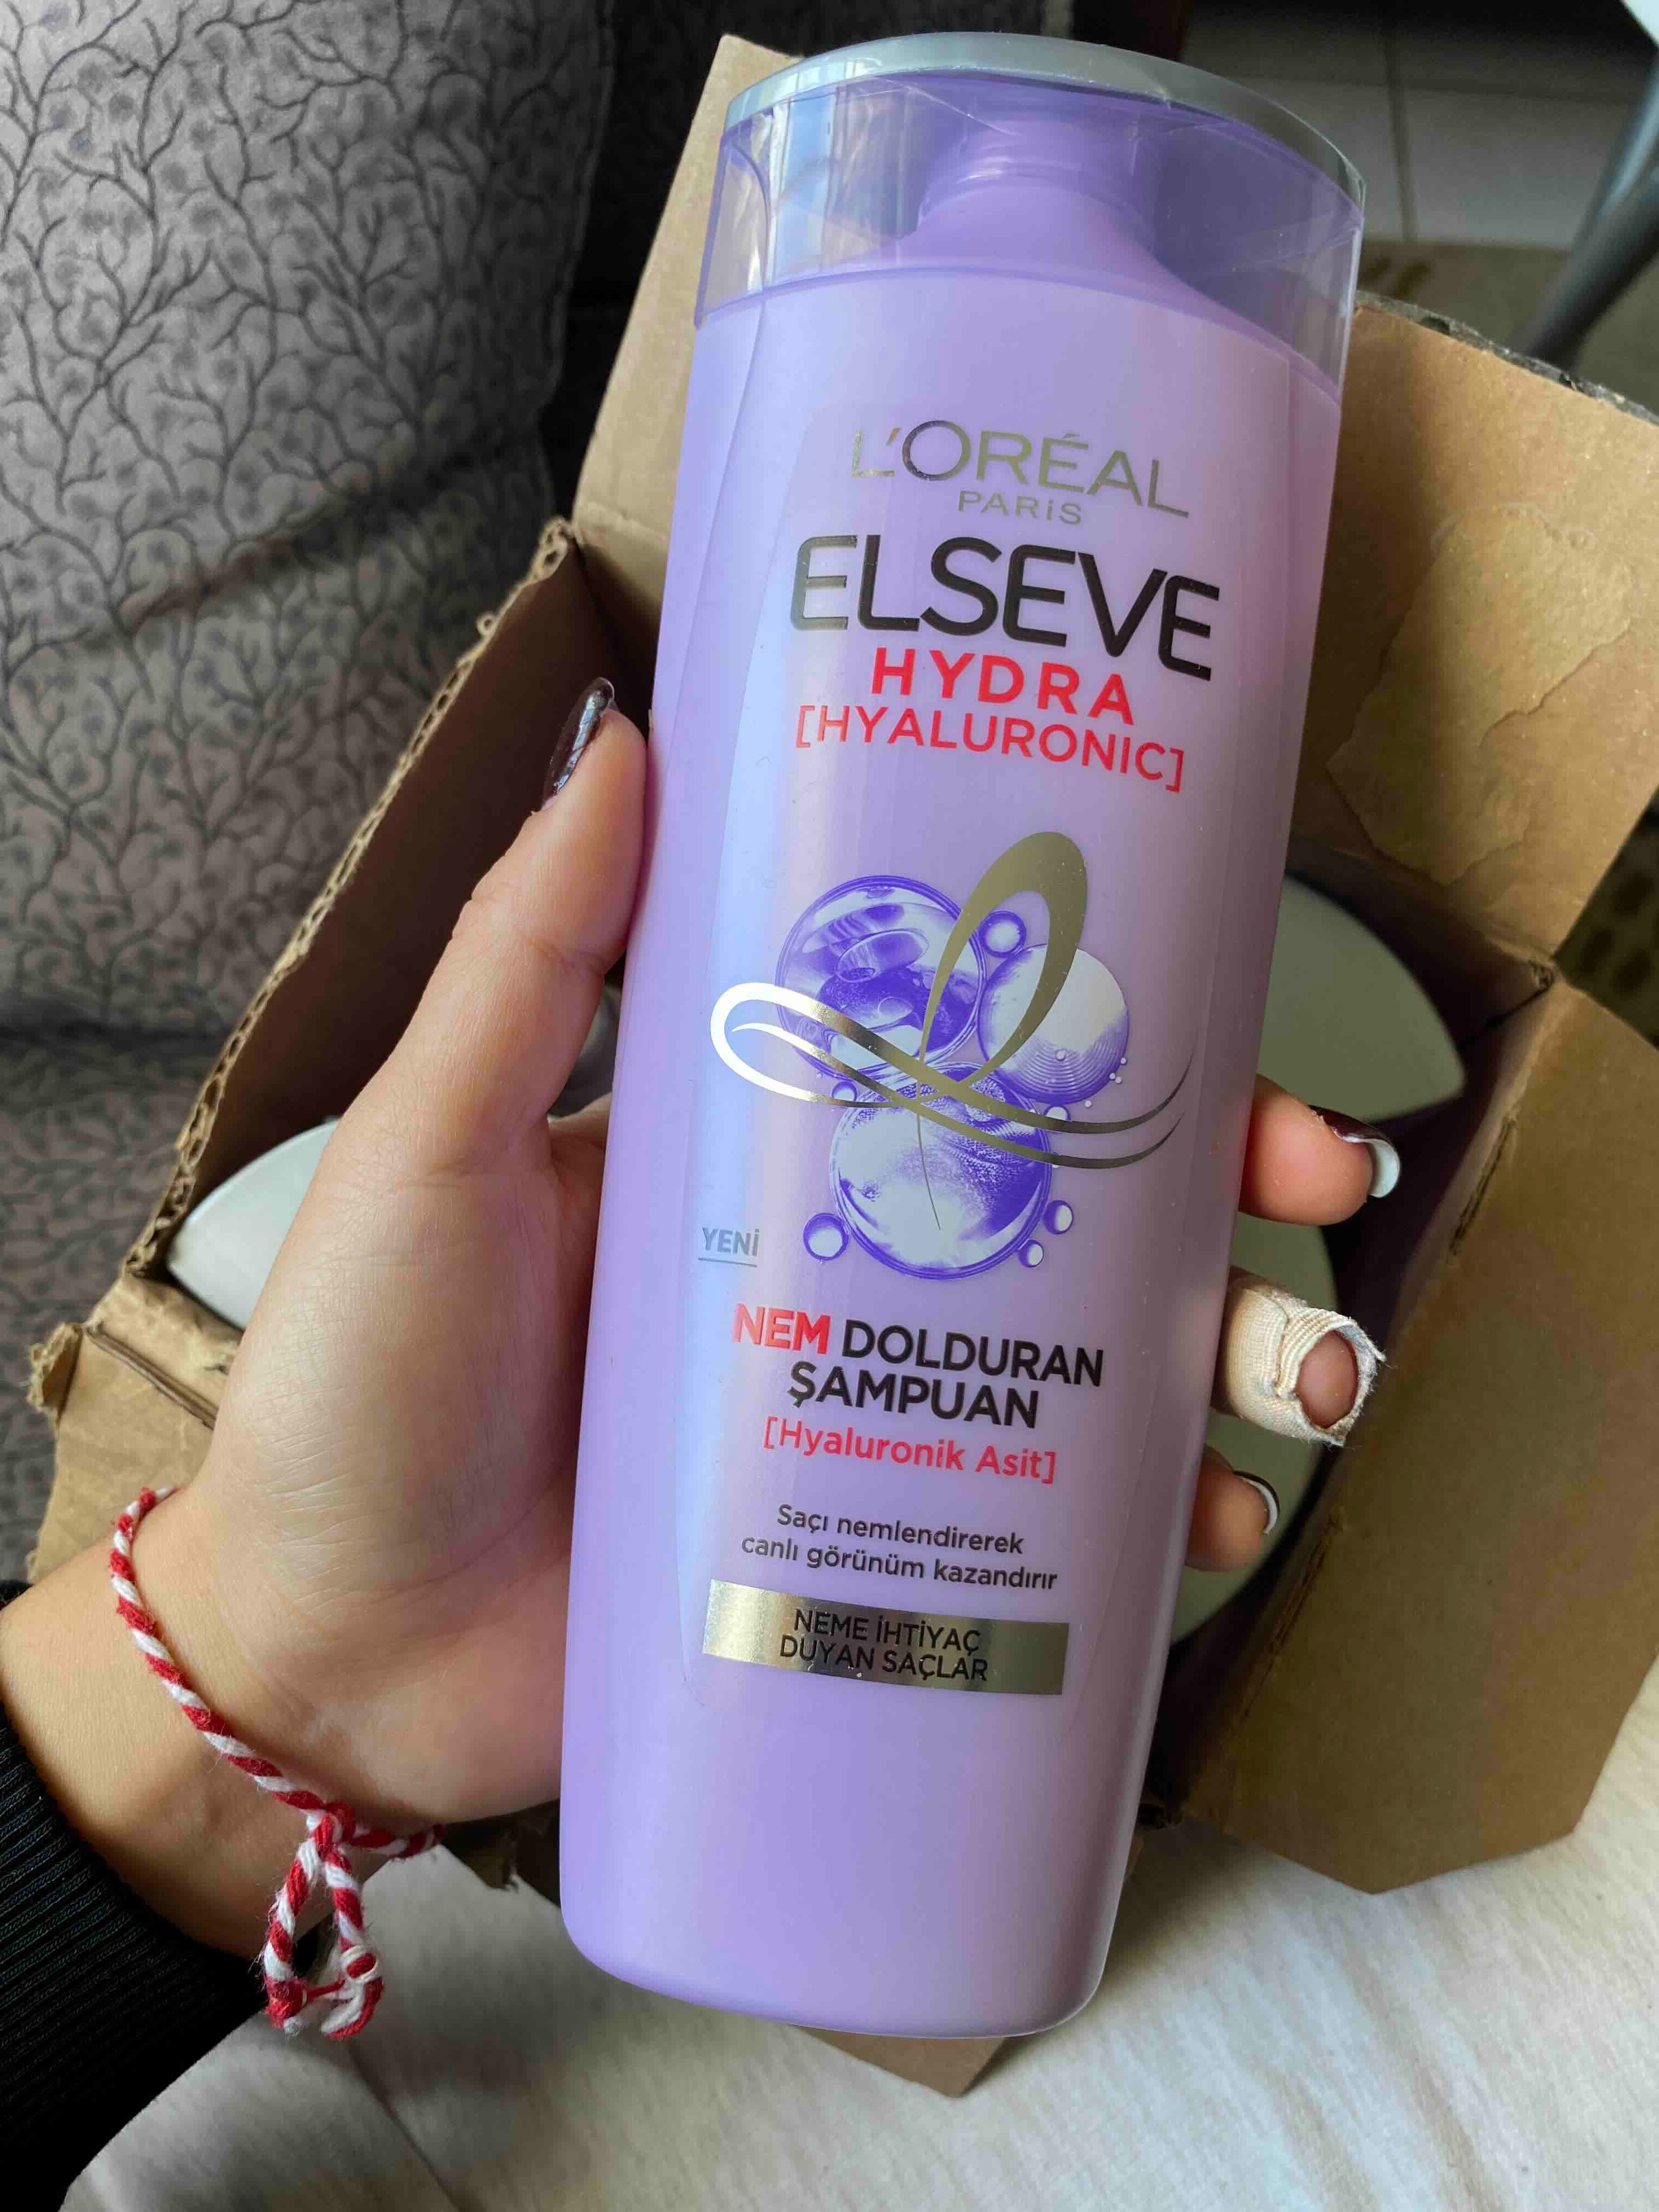 L'ORÉAL
PARİS
ELSEVE
HYDRA
[HYALURONIC]
YENİ
NEM DOLDURAN
ŞAMPUAN
[Hyaluronik Asit]
Saçı nemlendirerek
canlı görünüm kazandırır
NEME İHTİYAÇ
DUYAN SAÇLAR